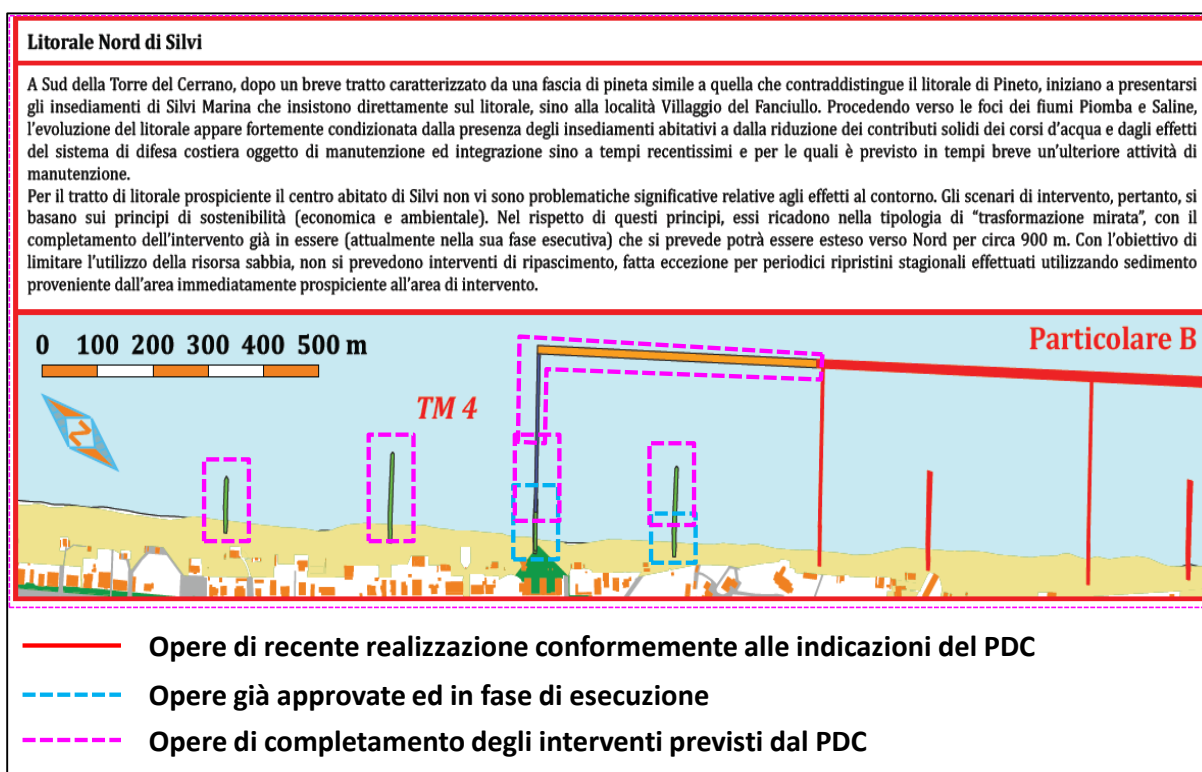 Litorale Nord di Silvi
A Sud della Torre del Cerrano, dopo un breve tratto caratterizzato da una fascia di pineta simile a quella che contraddistingue il litorale di Pineto, iniziano a presentarsi
gli insediamenti di Silvi Marina che insistono direttamente sul litorale, sino alla località Villaggio del Fanciullo. Procedendo verso le foci dei fiumi Piomba e Saline,
l'evoluzione del litorale appare fortemente condizionata dalla presenza degli insediamenti abitativi a dalla riduzione dei contributi solidi dei corsi d'acqua e dagli effetti
del sistema di difesa costiera oggetto di manutenzione ed integrazione sino a tempi recentissimi e per le quali è previsto in tempi breve un'ulteriore attività di
manutenzione.
Per il tratto di litorale prospiciente il centro abitato di Silvi non vi sono problematiche significative relative agli effetti al contorno. Gli scenari di intervento, pertanto, si
basano sui principi di sostenibilità (economica e ambientale). Nel rispetto di questi principi, essi ricadono nella tipologia di "trasformazione mirata", con il
completamento dell'intervento già in essere (attualmente nella sua fase esecutiva) che si prevede potrà essere esteso verso Nord per circa 900 m. Con l'obiettivo di
limitare l'utilizzo della risorsa sabbia, non si prevedono interventi di ripascimento, fatta eccezione per periodici ripristini stagionali effettuati utilizzando sedimento
proveniente dall'area immediatamente prospiciente all'area di intervento.
0 100 200 300 400 500 m
Particolare B
TM 4
N
Opere di recente realizzazione conformemente alle indicazioni del PDC
Opere già approvate ed in fase di esecuzione
Opere di completamento degli interventi previsti dal PDC